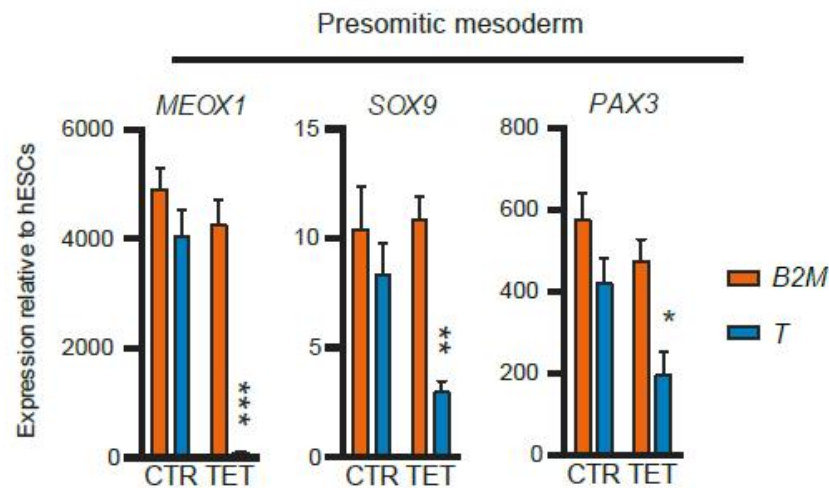 Presomitic mesoderm
MEOX1
SOX9
PAX3
Expression relative to hESCs
6000
4000
2000
0
***
CTR TET
15
10
5
0
**
CTR TET
800
600
400
200
0
*
CTR TET
B2M
T